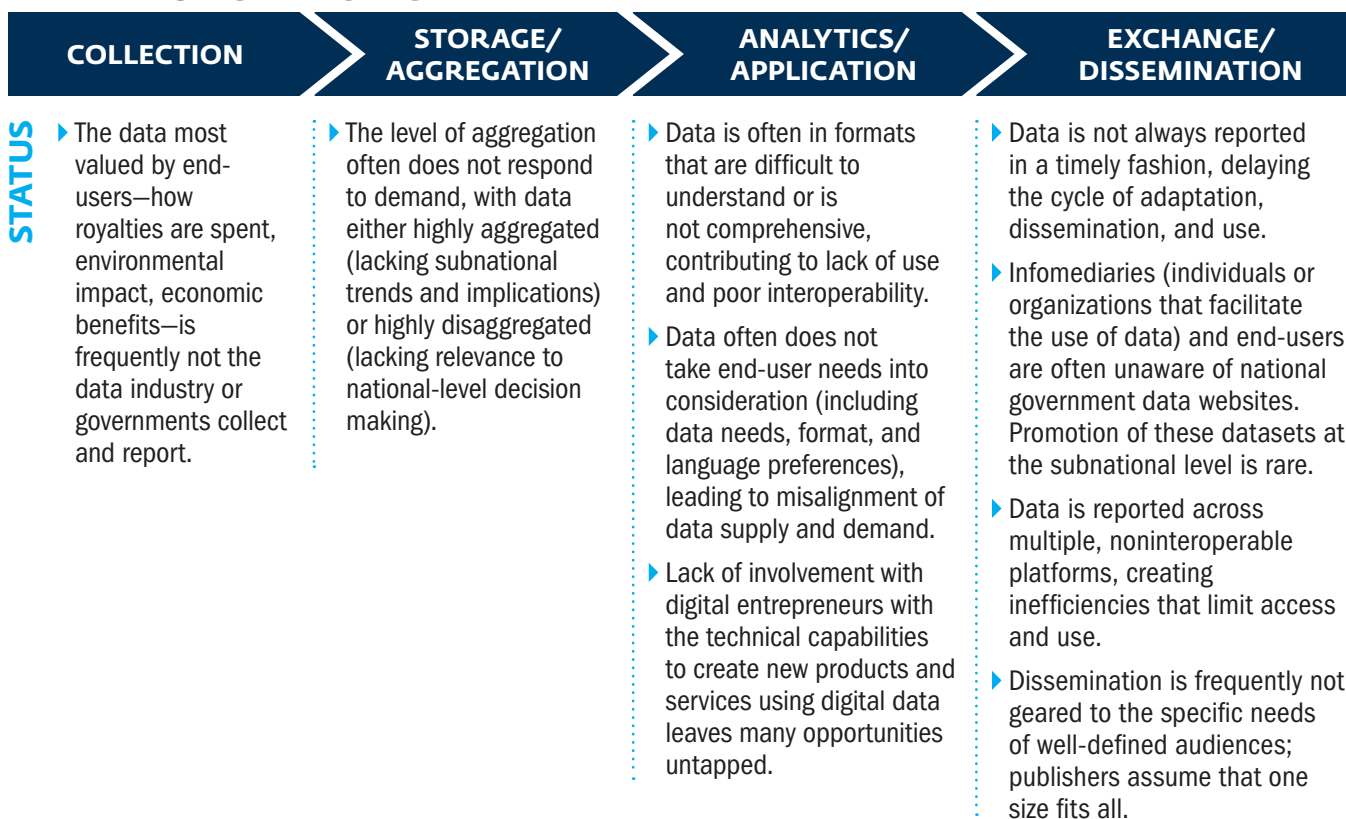 COLLECTION
STORAGE/
AGGREGATION
ANALYTICS/
APPLICATION
EXCHANGE/
DISSEMINATION
STATUS
The data most
valued by end-
users—how
royalties are spent,
environmental
impact, economic
benefits—is
frequently not the
data industry or
governments collect
and report.
The level of aggregation
often does not respond
to demand, with data
either highly aggregated
(lacking subnational
trends and implications)
or highly disaggregated
(lacking relevance to
national-level decision
making).
Data is often in formats
that are difficult to
understand or is
not comprehensive,
contributing to lack of use
and poor interoperability.
Data often does not
take end-user needs into
consideration (including
data needs, format, and
language preferences),
leading to misalignment of
data supply and demand.
Lack of involvement with
digital entrepreneurs with
the technical capabilities
to create new products and
services using digital data
leaves many opportunities
untapped.
Data is not always reported
in a timely fashion, delaying
the cycle of adaptation,
dissemination, and use.
Infomediaries (individuals or
organizations that facilitate
the use of data) and end-users
are often unaware of national
government data websites.
Promotion of these datasets at
the subnational level is rare.
Data is reported across
multiple, noninteroperable
platforms, creating
inefficiencies that limit access
and use.
Dissemination is frequently not
geared to the specific needs
of well-defined audiences;
publishers assume that one
size fits all.